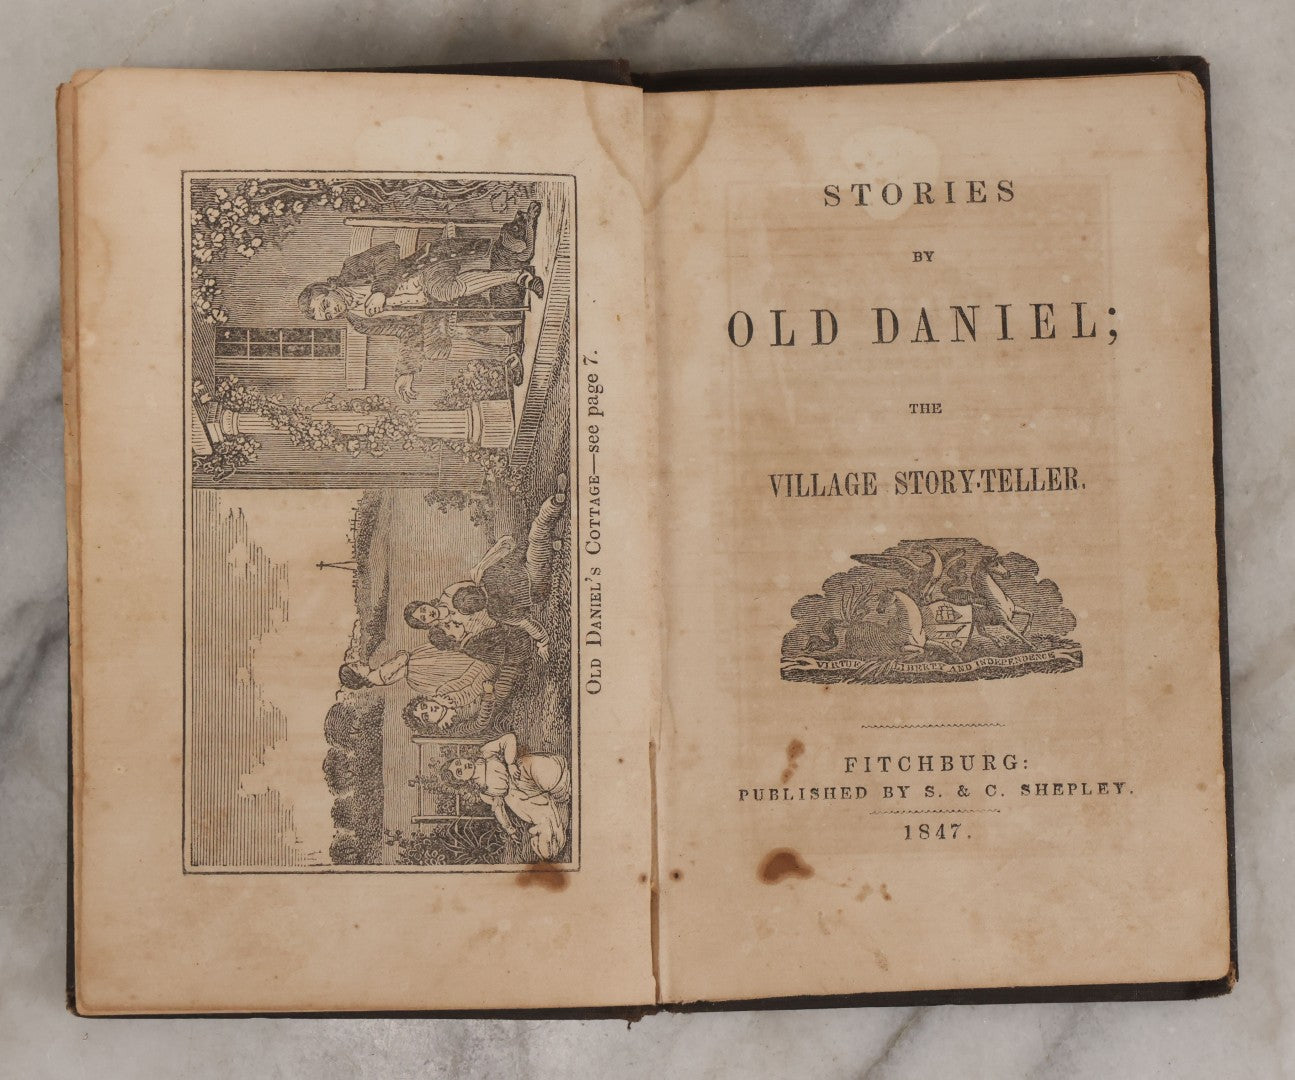 Old Daniel's Cottage—see page 7.
STORIES
BY
OLD DANIEL;
THE
VILLAGE STORY-TELLER.
VIRTUE LIBERTY AND INDEPENDENCE
FITCHBURG:
PUBLISHED BY S. & C. SHEPLEY.
1847.